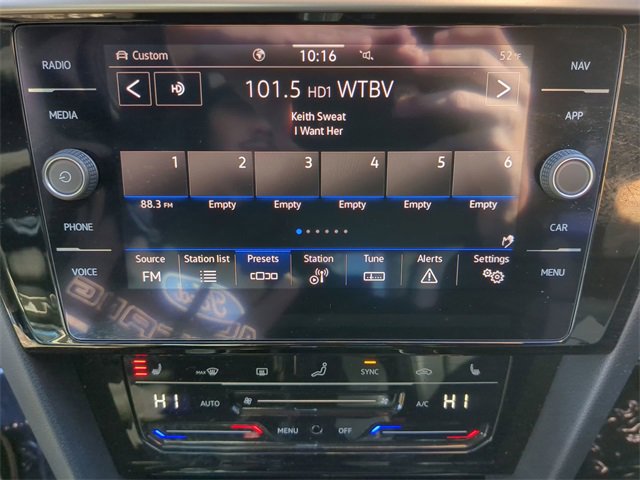 RADIO
MEDIA
PHONE
VOICE
NAV
APP
CAR
MENU
Custom 10:16 52°F
< HD 101.5 HD1 WTBV >
Keith Sweat
I Want Her
1 2 3 4 5 6
88.3 FM Empty Empty Empty Empty Empty
Source Station list Presets Station Tune Alerts Settings
FM
MAX SYNC
HI AUTO A/C HI
MENU OFF